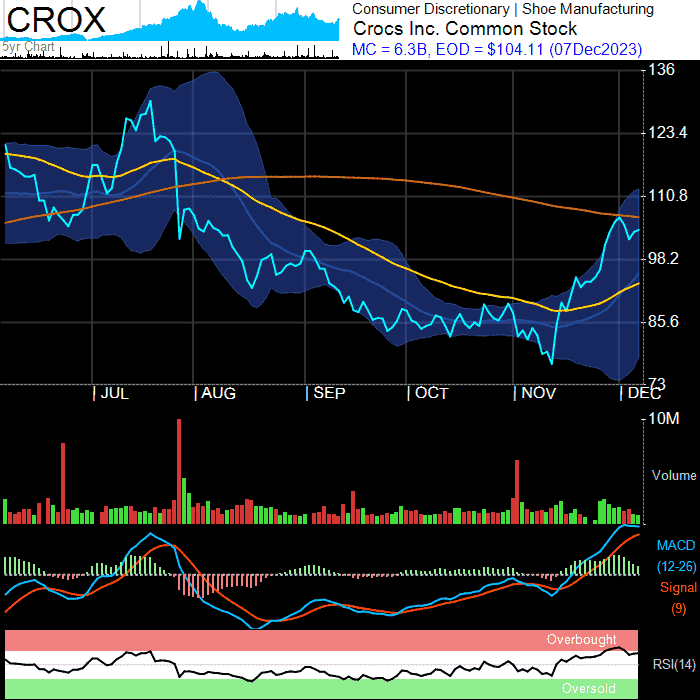 CROX
5yr Chart
Consumer Discretionary | Shoe Manufacturing
Crocs Inc. Common Stock
MC = 6.3B, EOD = $104.11 (07Dec2023)
136
123.4
110.8
98.2
85.6
73
| JUL | AUG | SEP | OCT | NOV | DEC
10M
Volume
MACD
(12-26)
Signal
(9)
Overbought
RSI(14)
Oversold